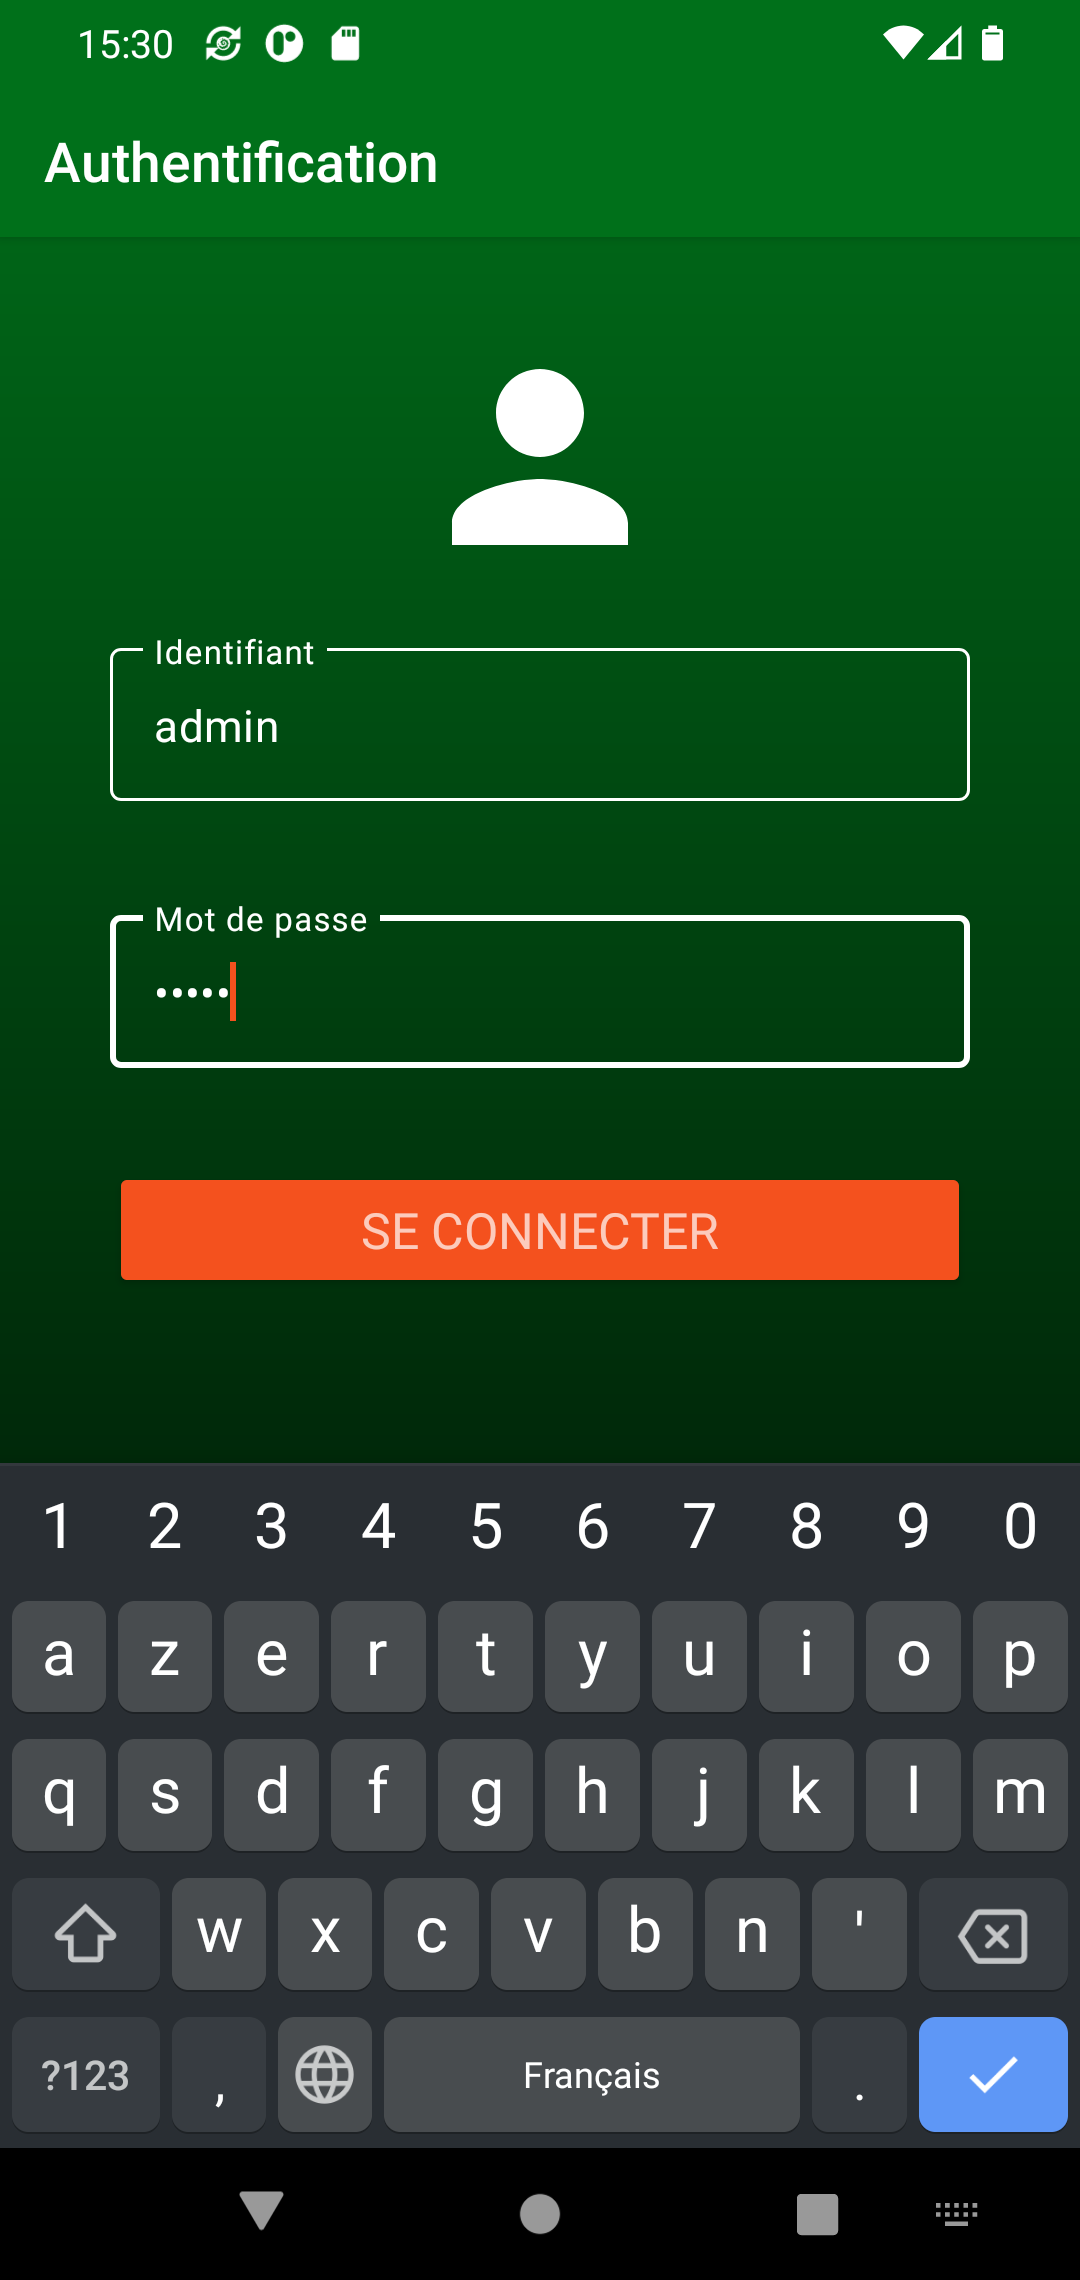 15:30
Authentification
Identifiant
admin
Mot de passe
•••••
SE CONNECTER
1 2 3 4 5 6 7 8 9 0
a z e r t y u i o p
q s d f g h j k l m
w x c v b n '
?123 , Français .